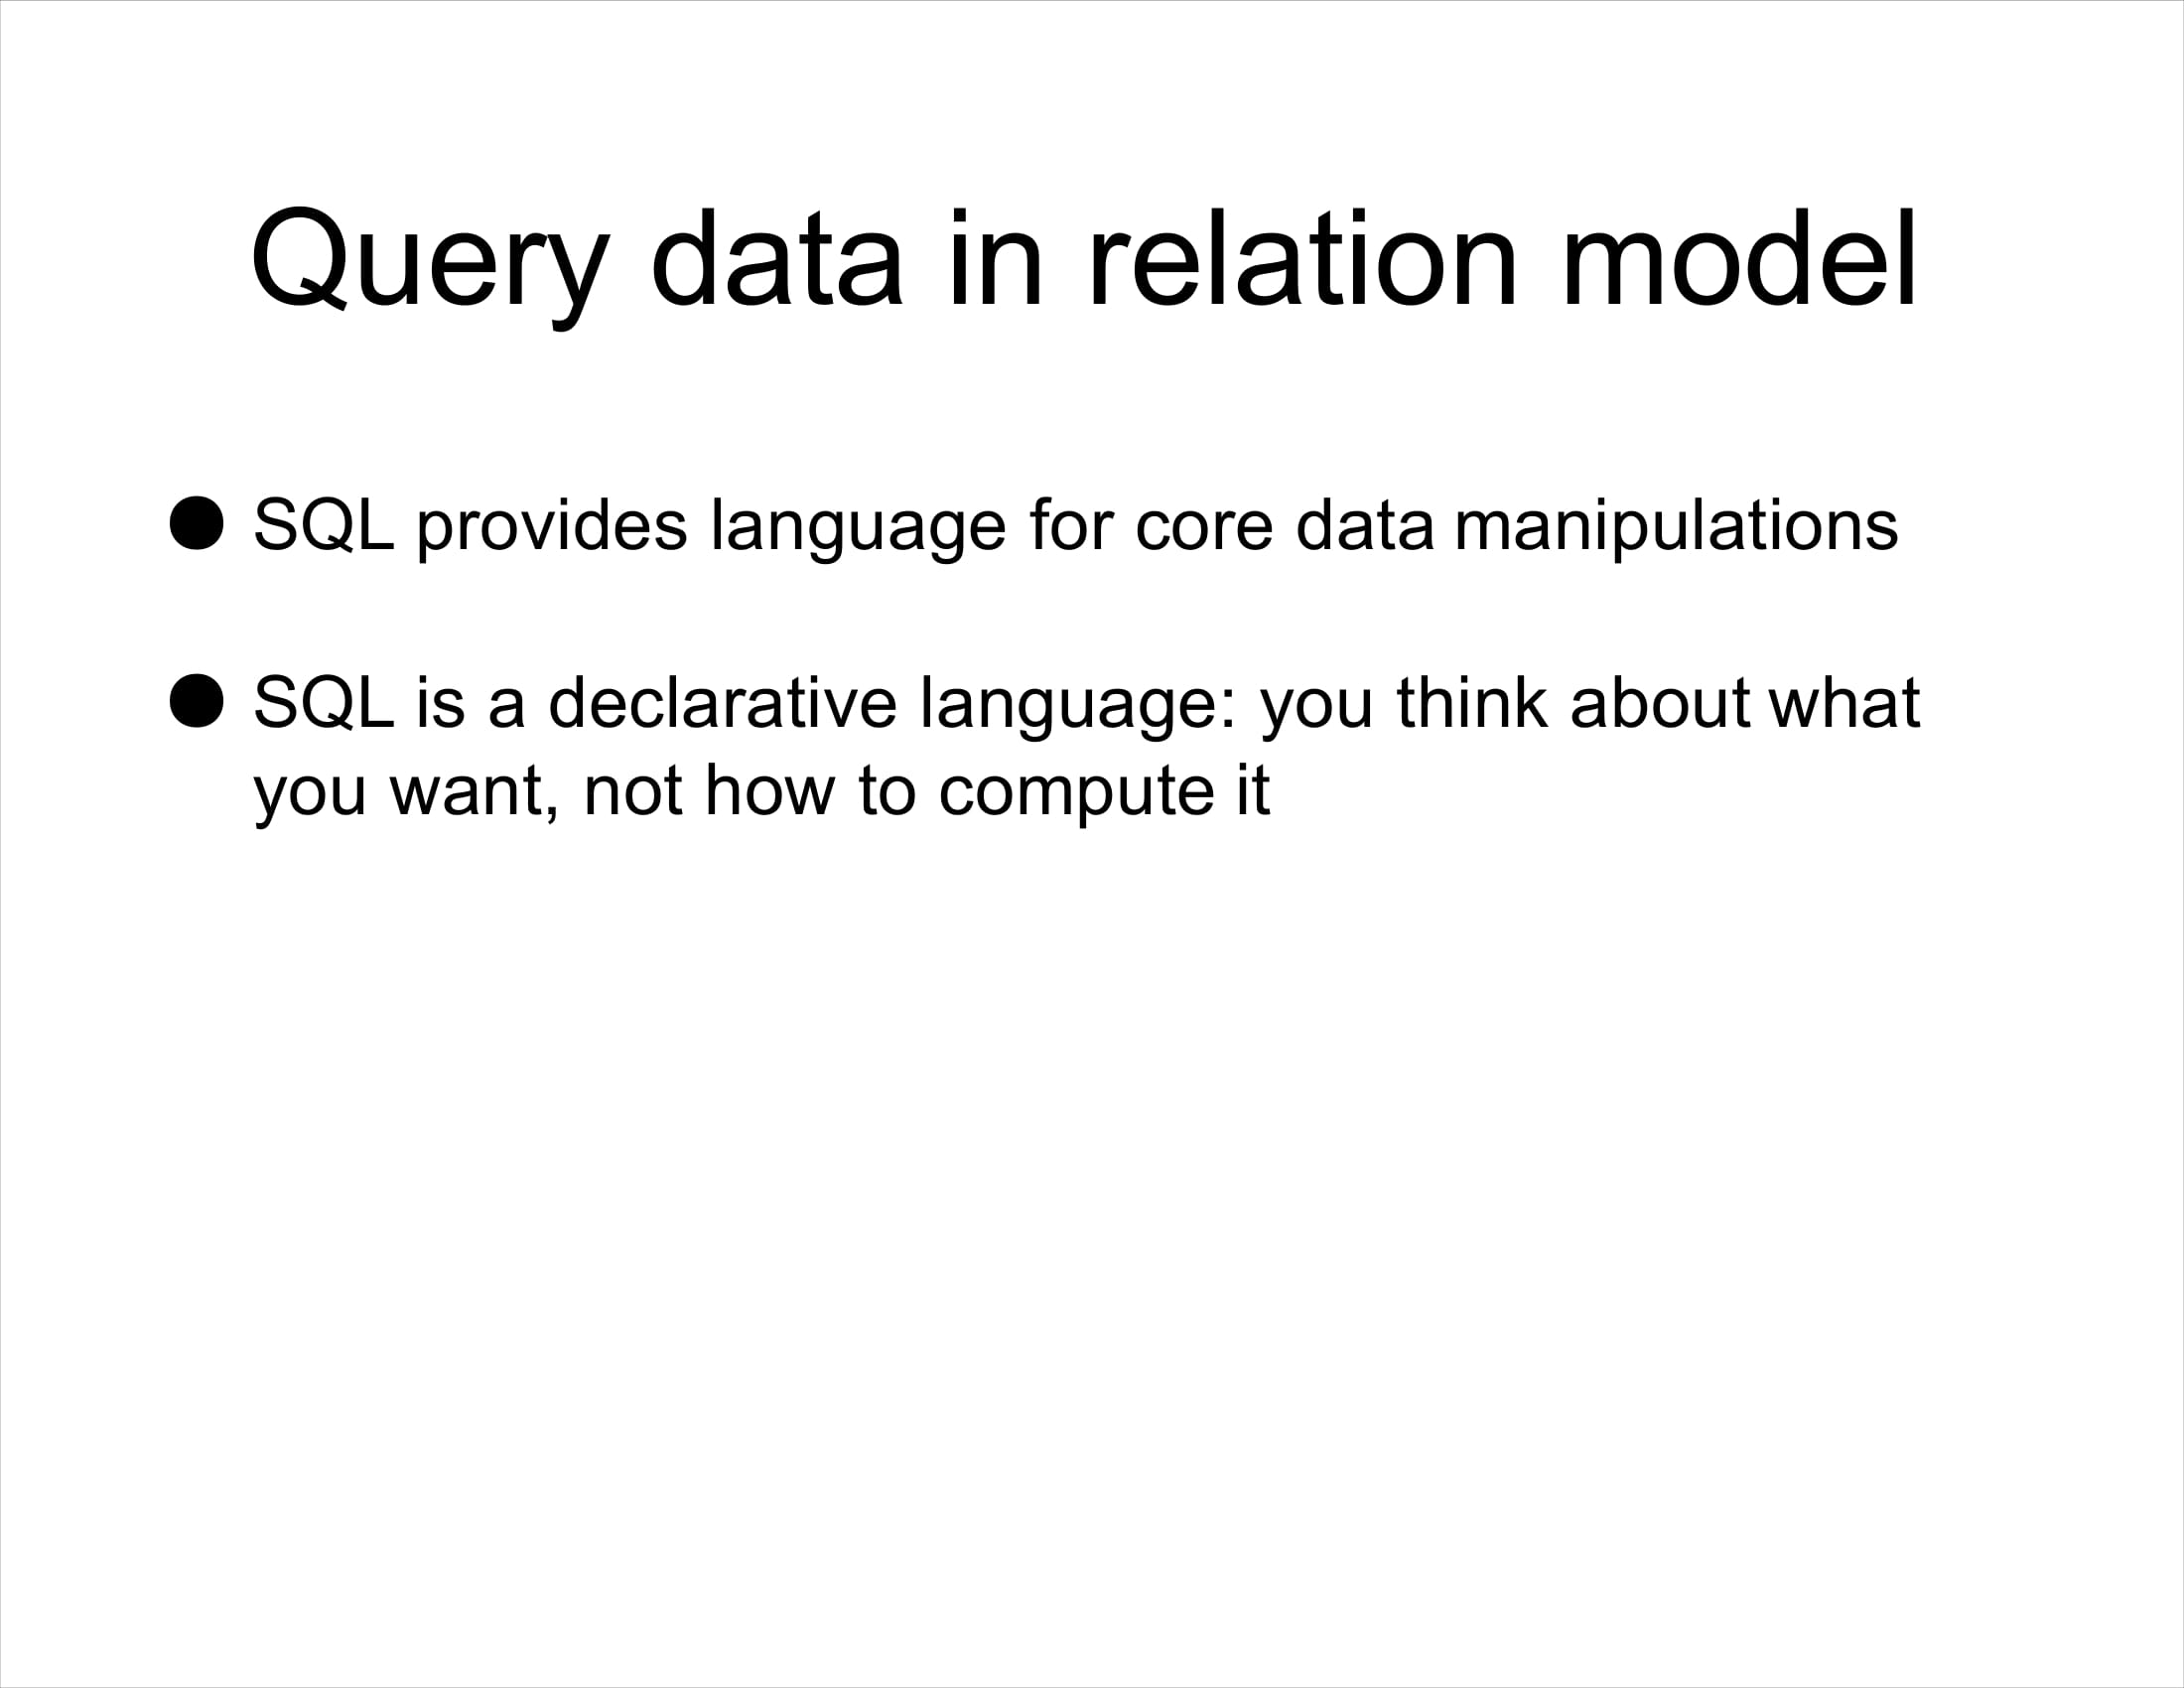 Query data in relation model
● SQL provides language for core data manipulations
● SQL is a declarative language: you think about what
you want, not how to compute it